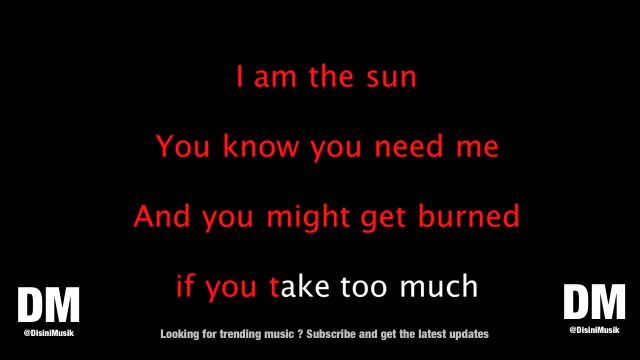 I am the sun
You know you need me
And you might get burned
if you take too much
DM
@DisiniMusik
DM
@DisiniMusik
Looking for trending music ? Subscribe and get the latest updates